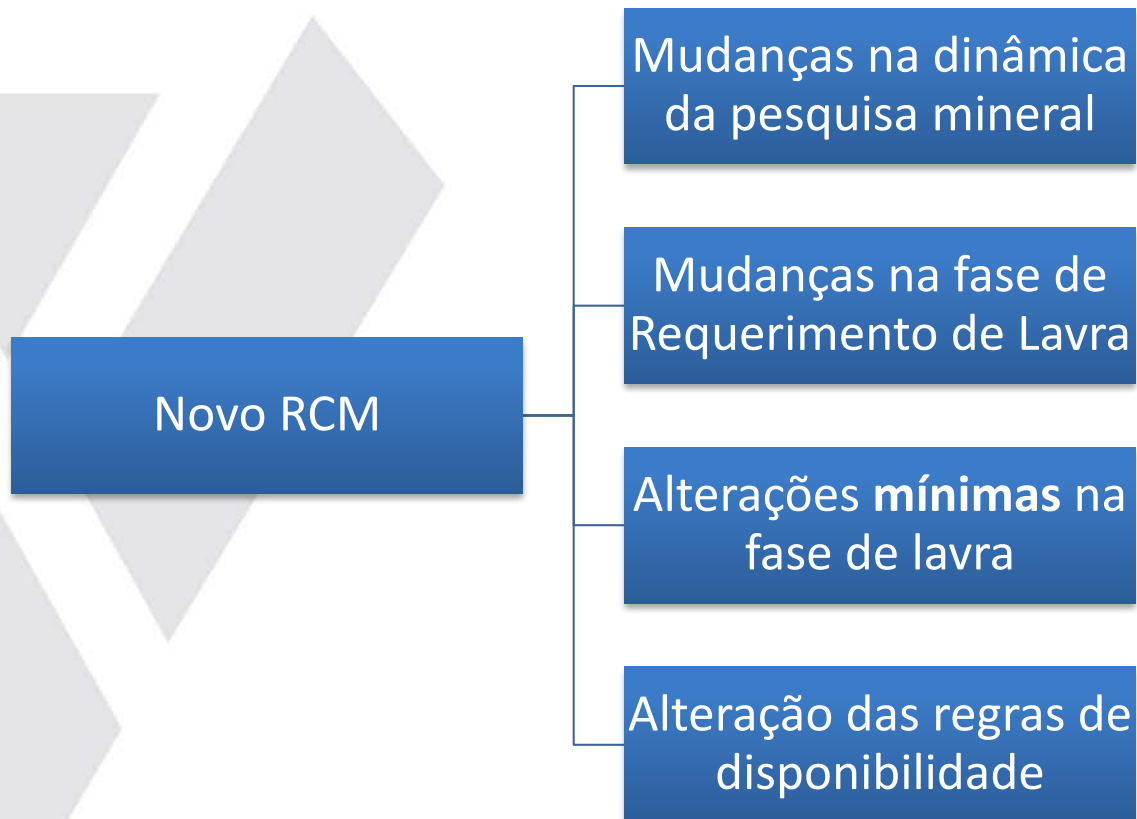 Novo RCM
Mudanças na dinâmica
da pesquisa mineral
Mudanças na fase de
Requerimento de Lavra
Alterações mínimas na
fase de lavra
Alteração das regras de
disponibilidade